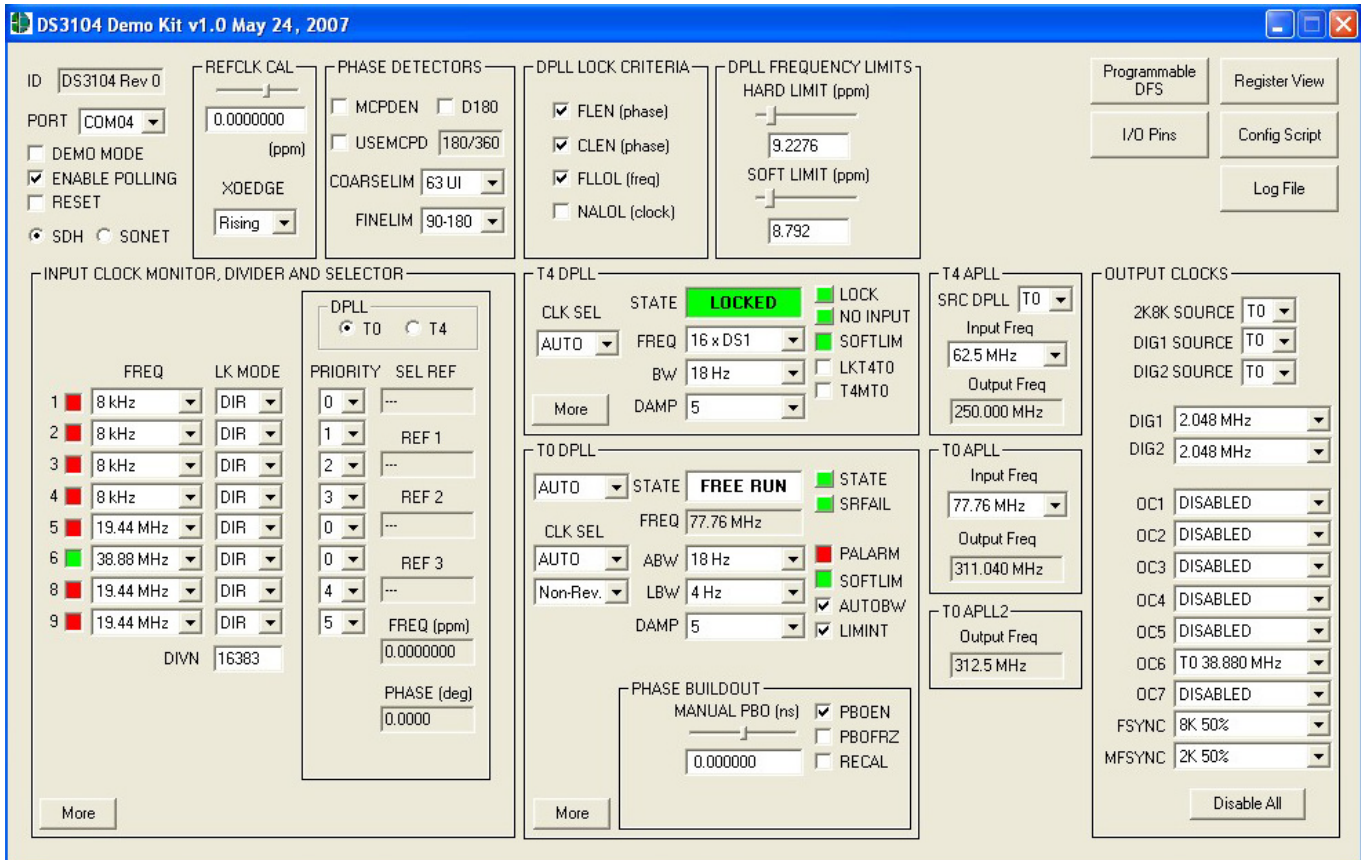 DS3104 Demo Kit v1.0 May 24, 2007
ID DS3104 Rev 0
PORT COM04
DEMO MODE
ENABLE POLLING
RESET
SDH SONET
REFCLK CAL
0.0000000
(ppm)
XOEDGE
Rising
PHASE DETECTORS
MCPDEN D180
USEMCPD 180/360
COARSELIM 63 UI
FINELIM 90-180
DPLL LOCK CRITERIA
FLEN (phase)
CLEN (phase)
FLLOL (freq)
NALOL (clock)
DPLL FREQUENCY LIMITS
HARD LIMIT (ppm)
9.2276
SOFT LIMIT (ppm)
8.792
Programmable DFS
Register View
I/O Pins
Config Script
Log File
INPUT CLOCK MONITOR, DIVIDER AND SELECTOR
DPLL
T0 T4
FREQ LK MODE PRIORITY SEL REF
1 8 kHz DIR 0 ---
2 8 kHz DIR 1 REF 1
3 8 kHz DIR 2 ---
4 8 kHz DIR 3 REF 2
5 19.44 MHz DIR 0 ---
6 38.88 MHz DIR 0 REF 3
8 19.44 MHz DIR 4 ---
9 19.44 MHz DIR 5 FREQ (ppm)
DIVN 16383
0.0000000
PHASE (deg)
0.0000
More
T4 DPLL
CLK SEL
AUTO
More
STATE LOCKED
FREQ 16 x DS1
BW 18 Hz
DAMP 5
LOCK
NO INPUT
SOFTLIM
LKT4T0
T4MT0
T0 DPLL
AUTO
STATE FREE RUN
FREQ 77.76 MHz
CLK SEL
AUTO
Non-Rev.
ABW 18 Hz
LBW 4 Hz
DAMP 5
STATE
SRFAIL
PALARM
SOFTLIM
AUTOBW
LIMINT
PHASE BUILDOUT
MANUAL PBO (ns)
0.000000
PBOEN
PBOFRZ
RECAL
More
T4 APLL
SRC DPLL T0
Input Freq
62.5 MHz
Output Freq
250.000 MHz
T0 APLL
Input Freq
77.76 MHz
Output Freq
311.040 MHz
T0 APLL2
Output Freq
312.5 MHz
OUTPUT CLOCKS
2K8K SOURCE T0
DIG1 SOURCE T0
DIG2 SOURCE T0
DIG1 2.048 MHz
DIG2 2.048 MHz
OC1 DISABLED
OC2 DISABLED
OC3 DISABLED
OC4 DISABLED
OC5 DISABLED
OC6 T0 38.880 MHz
OC7 DISABLED
FSYNC 8K 50%
MFSYNC 2K 50%
Disable All